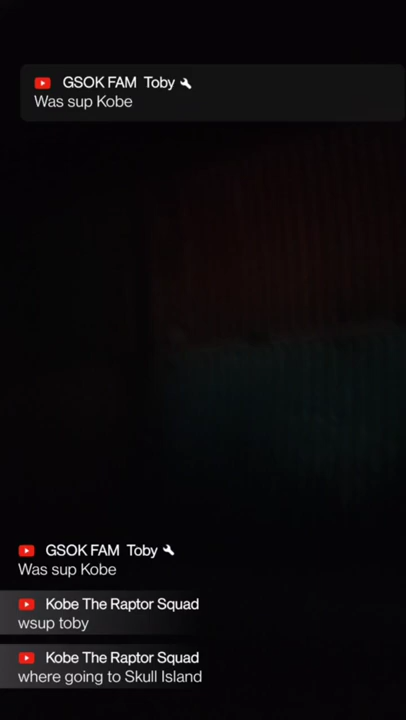 GSOK FAM Toby
Was sup Kobe
GSOK FAM Toby
Was sup Kobe
Kobe The Raptor Squad
wsup toby
Kobe The Raptor Squad
where going to Skull Island